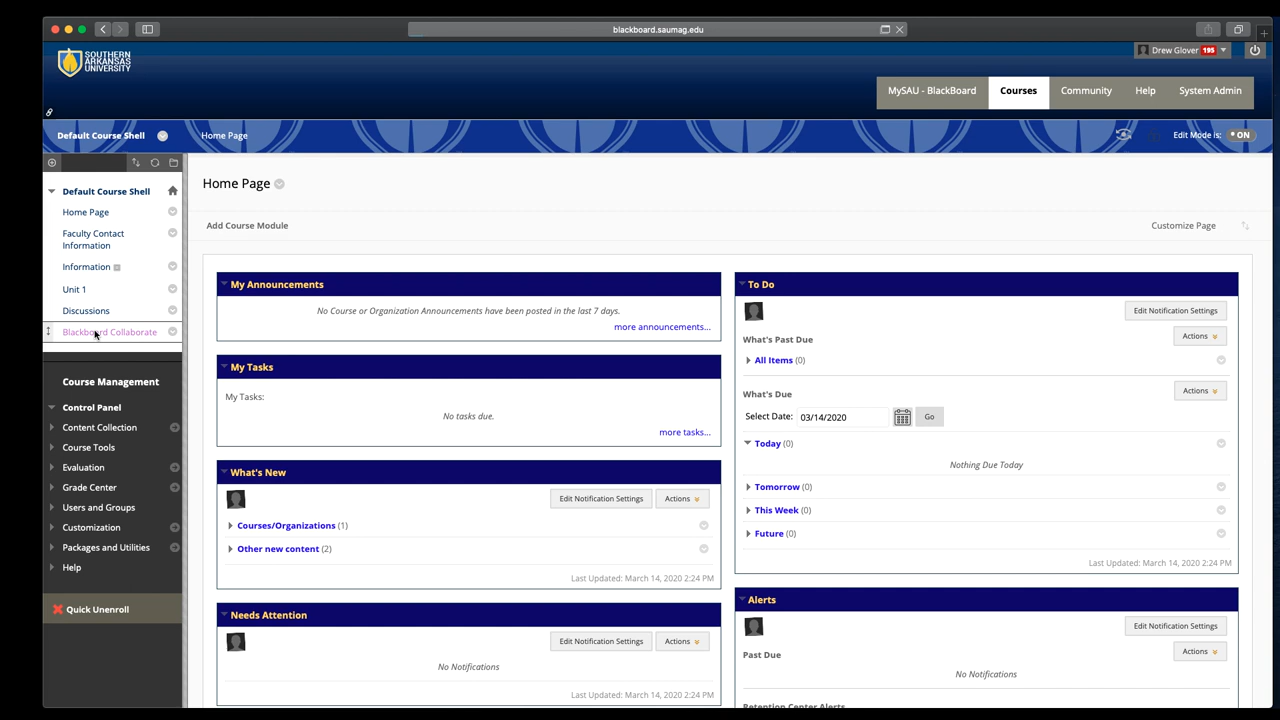 blackboard.saumag.edu
SOUTHERN
ARKANSAS
UNIVERSITY
Drew Glover 195
MySAU - BlackBoard
Courses
Community
Help
System Admin
Default Course Shell
Home Page
Edit Mode is: ON
Default Course Shell
Home Page
Faculty Contact
Information
Information
Unit 1
Discussions
Blackboard Collaborate
Course Management
Control Panel
Content Collection
Course Tools
Evaluation
Grade Center
Users and Groups
Customization
Packages and Utilities
Help
Quick Unenroll
Home Page
Add Course Module
Customize Page
My Announcements
No Course or Organization Announcements have been posted in the last 7 days.
more announcements...
My Tasks
My Tasks:
No tasks due.
more tasks...
What's New
Edit Notification Settings
Actions
Courses/Organizations (1)
Other new content (2)
Last Updated: March 14, 2020 2:24 PM
Needs Attention
Edit Notification Settings
Actions
No Notifications
Last Updated: March 14, 2020 2:24 PM
To Do
Edit Notification Settings
What's Past Due
Actions
All Items (0)
What's Due
Actions
Select Date: 03/14/2020 Go
Today (0)
Nothing Due Today
Tomorrow (0)
This Week (0)
Future (0)
Last Updated: March 14, 2020 2:24 PM
Alerts
Edit Notification Settings
Past Due
Actions
No Notifications
Retention Center Alerts